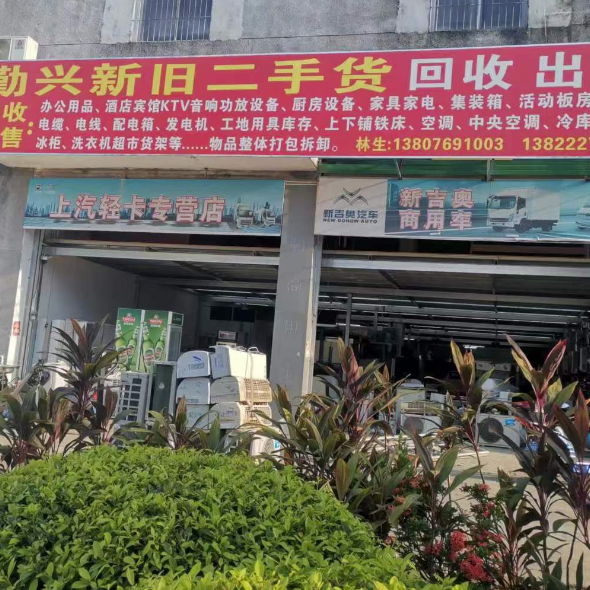 勤兴新旧二手货 回收 出
收售:
办公用品、酒店宾馆KTV音响功放设备、厨房设备、家具家电、集装箱、活动板房
电缆、电线、配电箱、发电机、工地用具库存、上下铺铁床、空调、中央空调、冷库
冰柜、洗衣机超市货架等......物品整体打包拆卸。 林生: 13807691003 138222
上汽轻卡专营店
新吉奥汽车
NEW GONOW AUTO
新吉奥
商用车